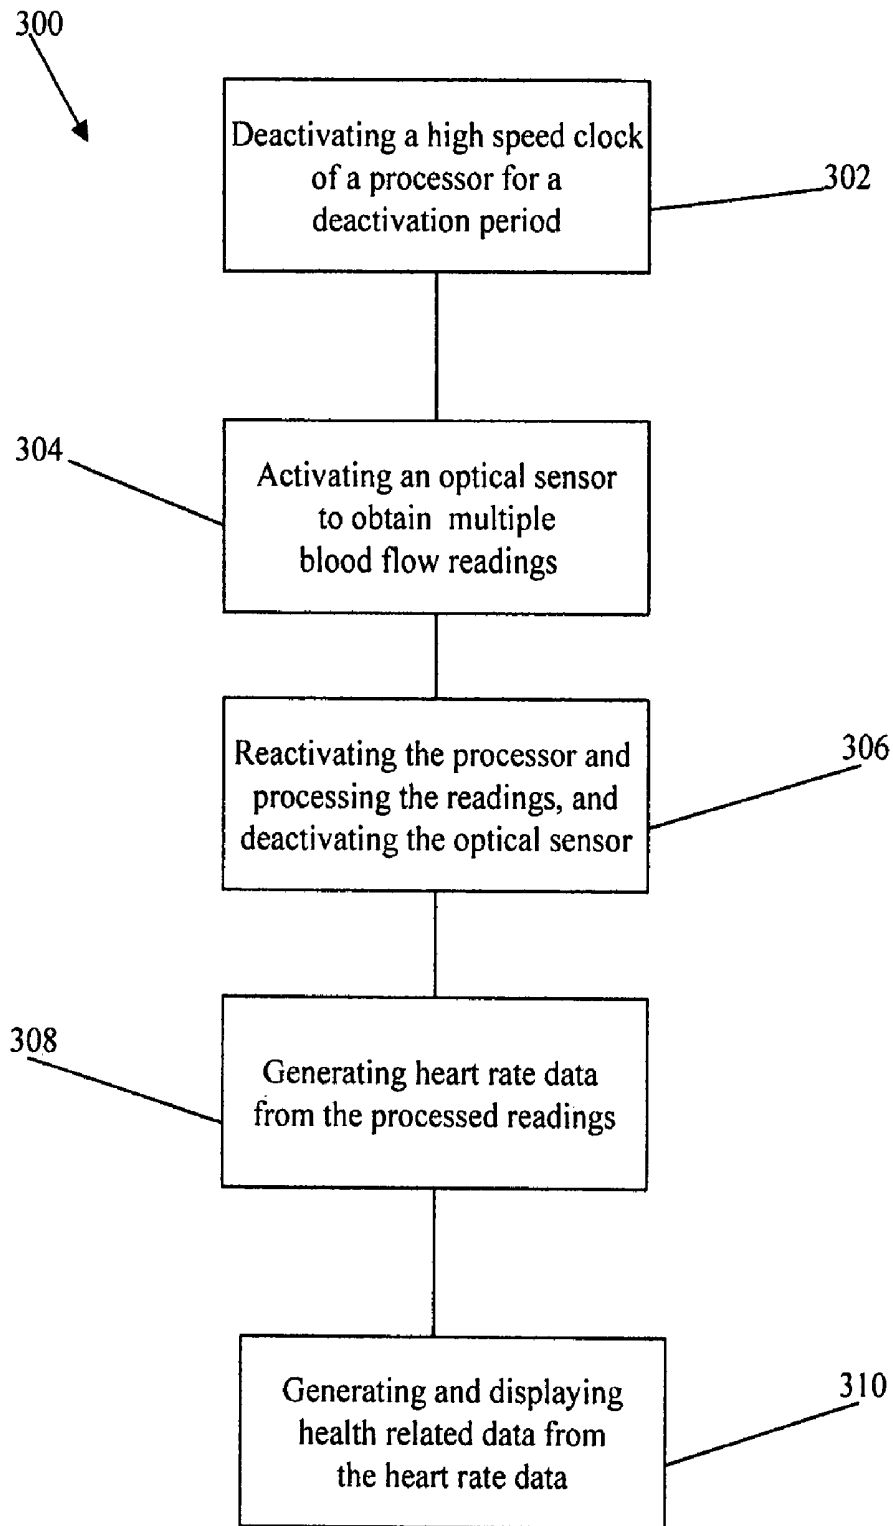 300
Deactivating a high speed clock
of a processor for a
deactivation period
302
304
Activating an optical sensor
to obtain multiple
blood flow readings
Reactivating the processor and
processing the readings, and
deactivating the optical sensor
306
308
Generating heart rate data
from the processed readings
Generating and displaying
health related data from
the heart rate data
310